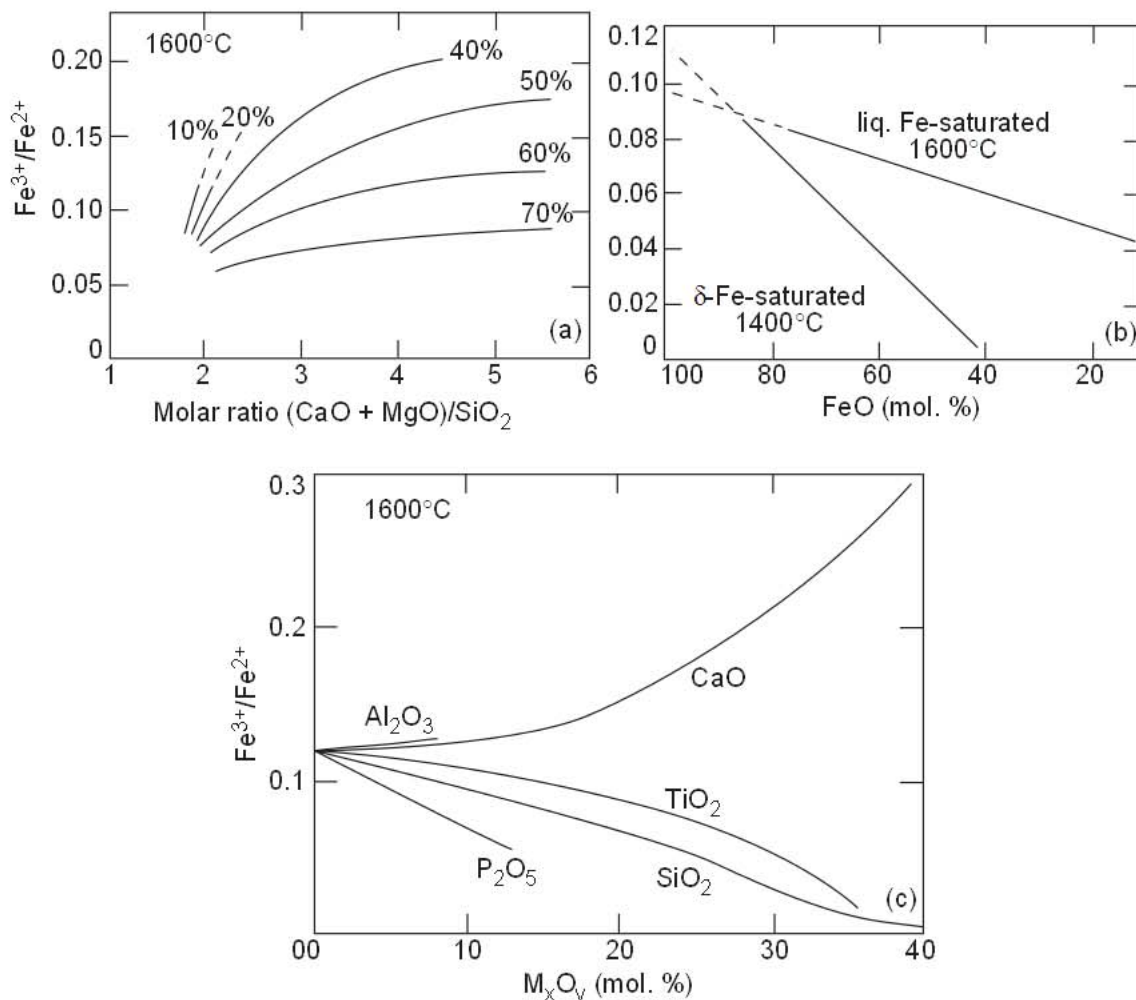 1600°C
0.20
0.15
0.10
0.05
0
Fe³⁺/Fe²⁺
10%
20%
40%
50%
60%
70%
(a)
1 2 3 4 5 6
Molar ratio (CaO + MgO)/SiO₂
0.12
0.10
0.08
0.06
0.04
0.02
0
liq. Fe-saturated
1600°C
δ-Fe-saturated
1400°C
(b)
100 80 60 40 20
FeO (mol. %)
1600°C
0.3
0.2
0.1
Fe³⁺/Fe²⁺
Al₂O₃
CaO
TiO₂
P₂O₅
SiO₂
(c)
00 10 20 30 40
MₓOᵧ (mol. %)